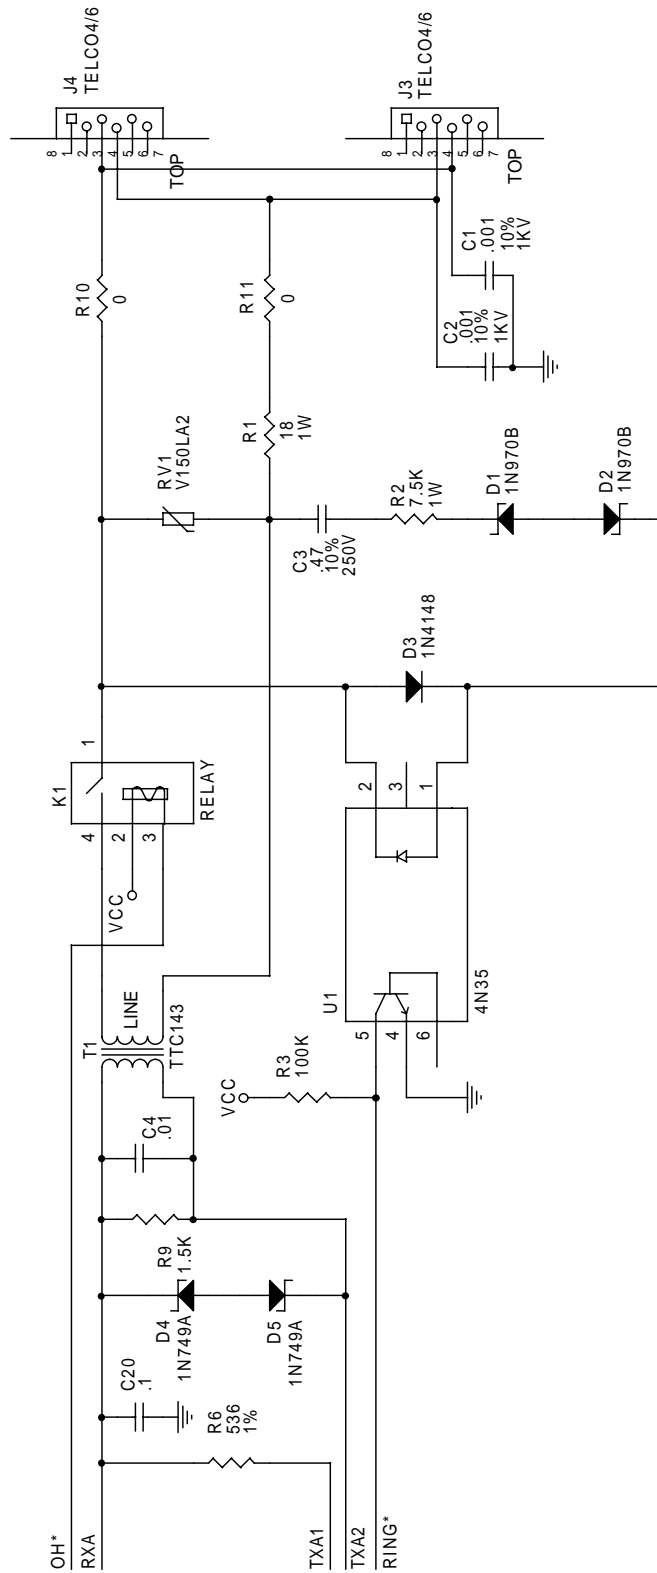 J4
TELCO4/6
8
1
2
3
4
5
6
7
TOP
J3
TELCO4/6
8
1
2
3
4
5
6
7
TOP
R10
0
R11
0
C1
.001
10%
1KV
C2
.001
10%
1KV
R1
18
1W
RV1
V150LA2
C3
.47
10%
250V
R2
7.5K
1W
D1
1N970B
D2
1N970B
D3
1N4148
K1
1
4
2
3
RELAY
VCC
2
3
1
U1
5
4
6
4N35
T1
LINE
TTC143
R3
100K
VCC
C4
.01
R9
1.5K
D4
1N749A
D5
1N749A
C20
.1
R6
536
1%
OH*
RXA
TXA1
TXA2
RING*